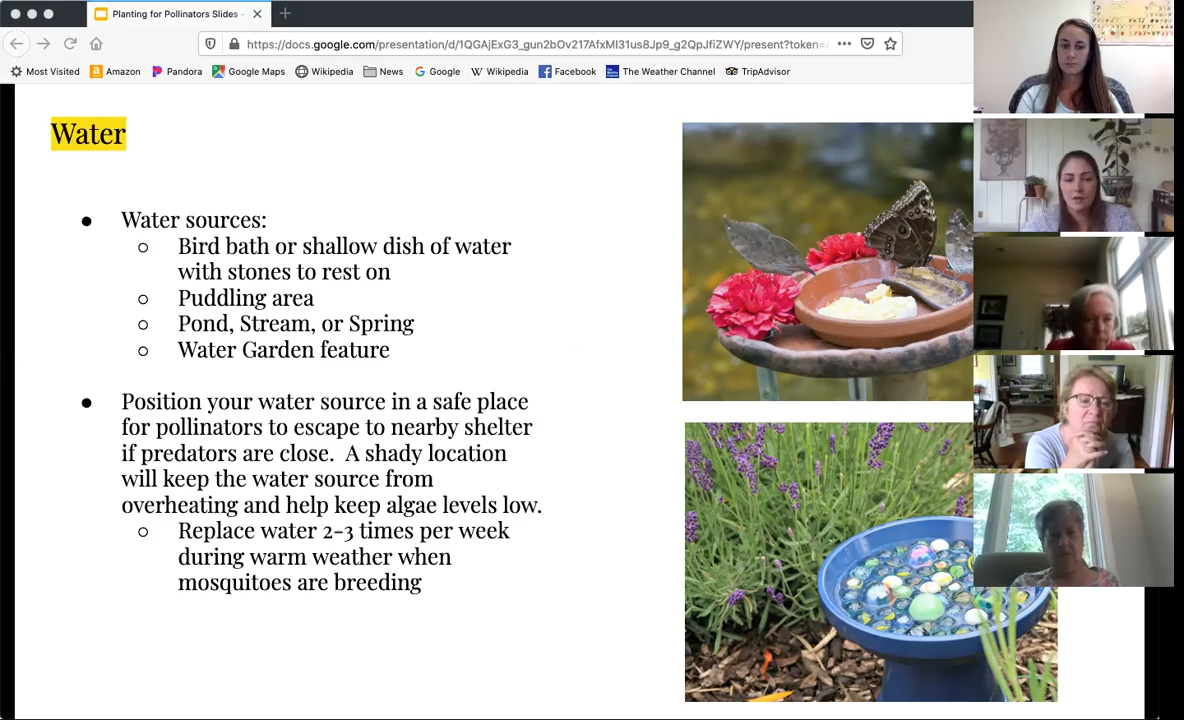 Planting for Pollinators Slides -
https://docs.google.com/presentation/d/1QGAjExG3_gun2bOv217AfxMl31us8Jp9_g2QpJfiZWY/present?token=
Most Visited Amazon Pandora Google Maps Wikipedia News Google Wikipedia Facebook The Weather Channel TripAdvisor
Water
● Water sources:
○ Bird bath or shallow dish of water
with stones to rest on
○ Puddling area
○ Pond, Stream, or Spring
○ Water Garden feature
● Position your water source in a safe place
for pollinators to escape to nearby shelter
if predators are close. A shady location
will keep the water source from
overheating and help keep algae levels low.
○ Replace water 2-3 times per week
during warm weather when
mosquitoes are breeding